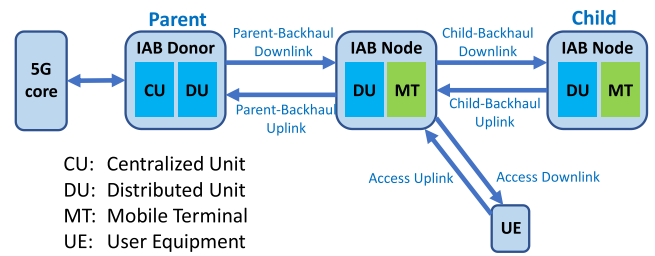 Parent
Child
5G
core
IAB Donor
CU
DU
Parent-Backhaul
Downlink
Parent-Backhaul
Uplink
IAB Node
DU
MT
Child-Backhaul
Downlink
Child-Backhaul
Uplink
IAB Node
DU
MT
Access Uplink
Access Downlink
UE
CU: Centralized Unit
DU: Distributed Unit
MT: Mobile Terminal
UE: User Equipment